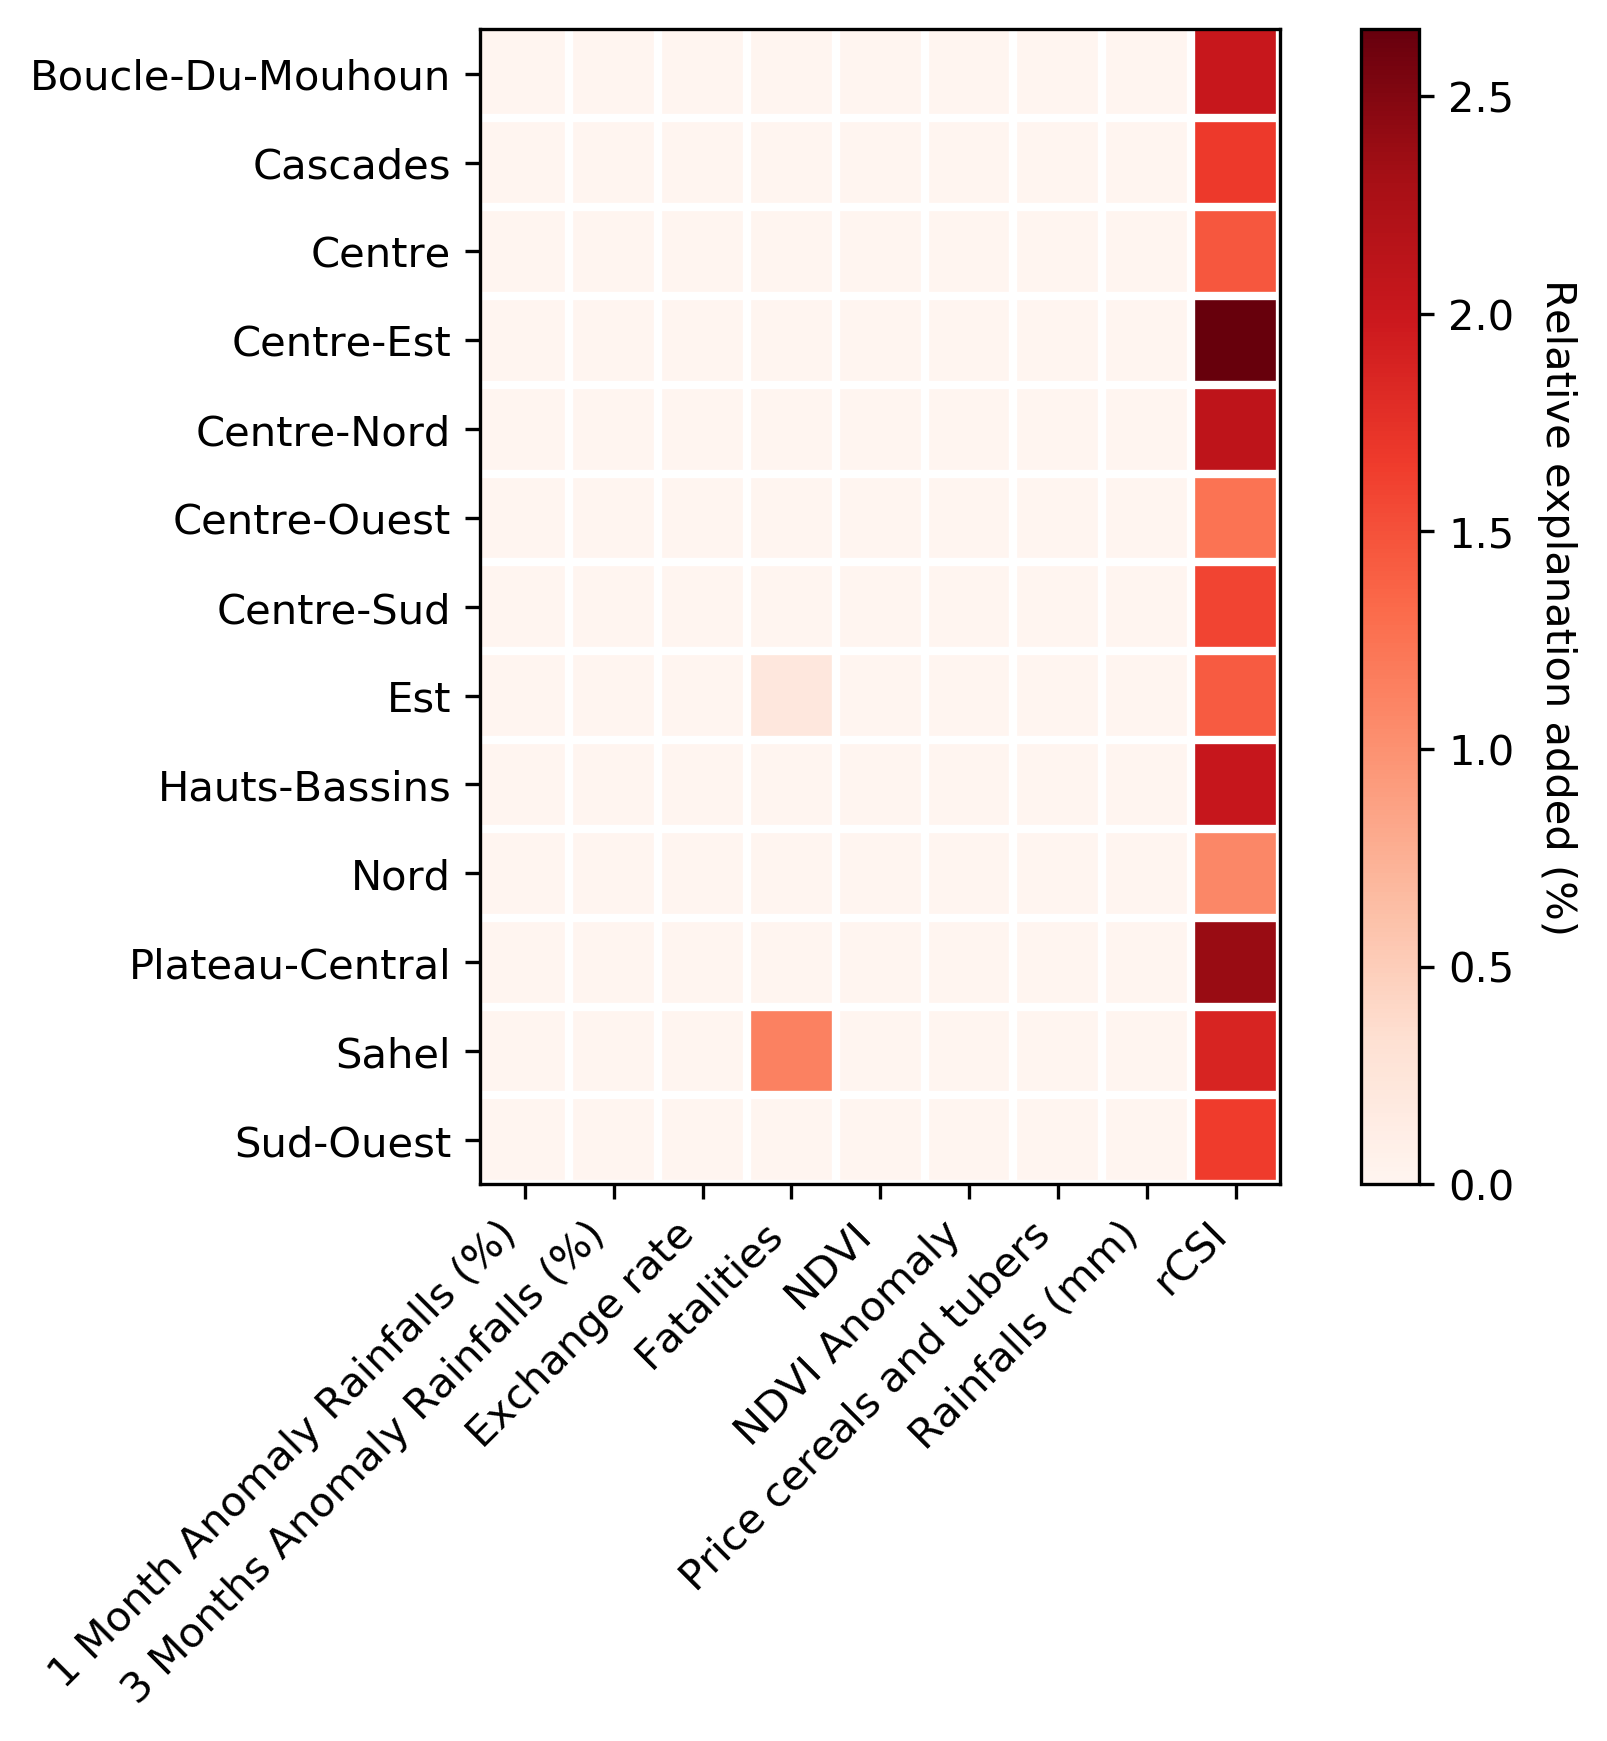 Boucle-Du-Mouhoun
Cascades
Centre
Centre-Est
Centre-Nord
Centre-Ouest
Centre-Sud
Est
Hauts-Bassins
Nord
Plateau-Central
Sahel
Sud-Ouest
1 Month Anomaly Rainfalls (%)
3 Months Anomaly Rainfalls (%)
Exchange rate
Fatalities
NDVI
NDVI Anomaly
Price cereals and tubers
Rainfalls (mm)
rCSI
2.5
2.0
1.5
1.0
0.5
0.0
Relative explanation added (%)